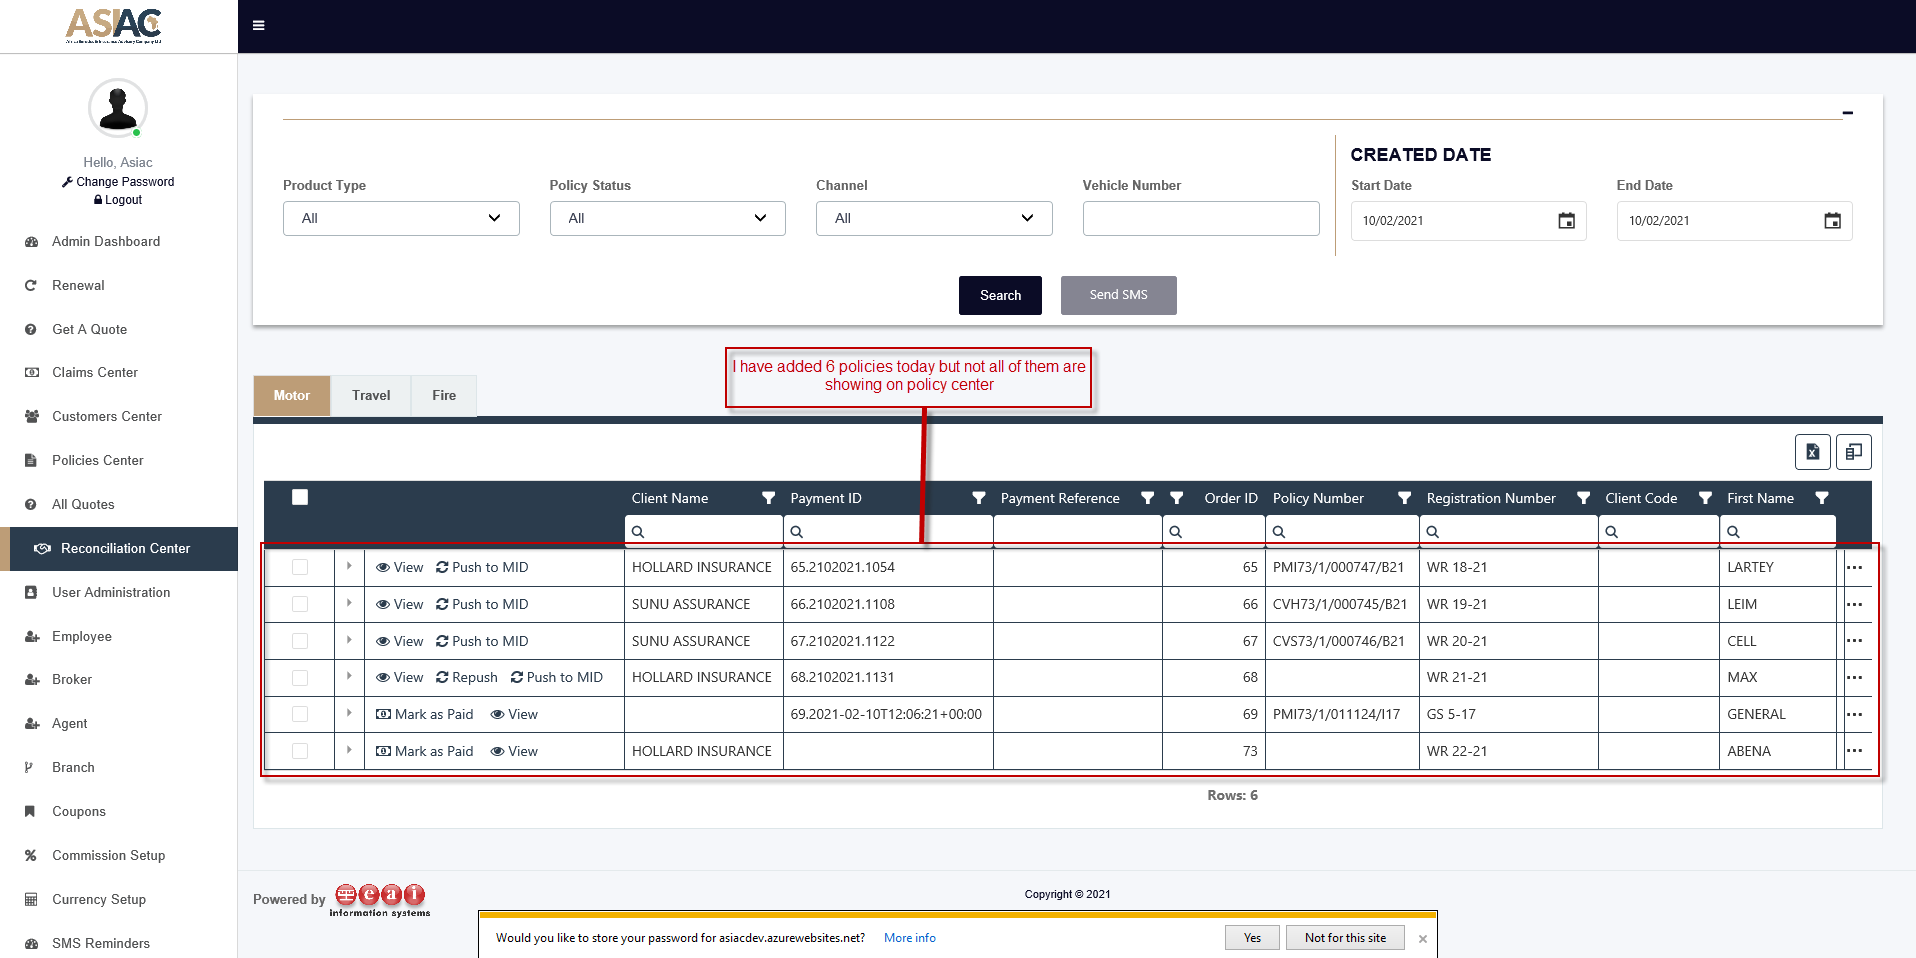 ASIAC
Hello, Asiac
Change Password
Logout
Admin Dashboard
Renewal
Get A Quote
Claims Center
Customers Center
Policies Center
All Quotes
Reconciliation Center
User Administration
Employee
Broker
Agent
Branch
Coupons
Commission Setup
Currency Setup
SMS Reminders
CREATED DATE
Product Type Policy Status Channel Vehicle Number Start Date End Date
All All All 10/02/2021 10/02/2021
Search Send SMS
I have added 6 policies today but not all of them are
showing on policy center
Motor Travel Fire
Client Name Payment ID Payment Reference Order ID Policy Number Registration Number Client Code First Name
View Push to MID HOLLARD INSURANCE 65.2102021.1054 65 PMI73/1/000747/B21 WR 18-21 LARTEY ...
View Push to MID SUNU ASSURANCE 66.2102021.1108 66 CVH73/1/000745/B21 WR 19-21 LEIM ...
View Push to MID SUNU ASSURANCE 67.2102021.1122 67 CVS73/1/000746/B21 WR 20-21 CELL ...
View Repush Push to MID HOLLARD INSURANCE 68.2102021.1131 68 WR 21-21 MAX ...
Mark as Paid View 69.2021-02-10T12:06:21+00:00 69 PMI73/1/011124/I17 GS 5-17 GENERAL ...
Mark as Paid View HOLLARD INSURANCE 73 WR 22-21 ABENA ...
Rows: 6
Powered by eai
information systems
Copyright © 2021
Would you like to store your password for asiacdev.azurewebsites.net? More info Yes Not for this site ×